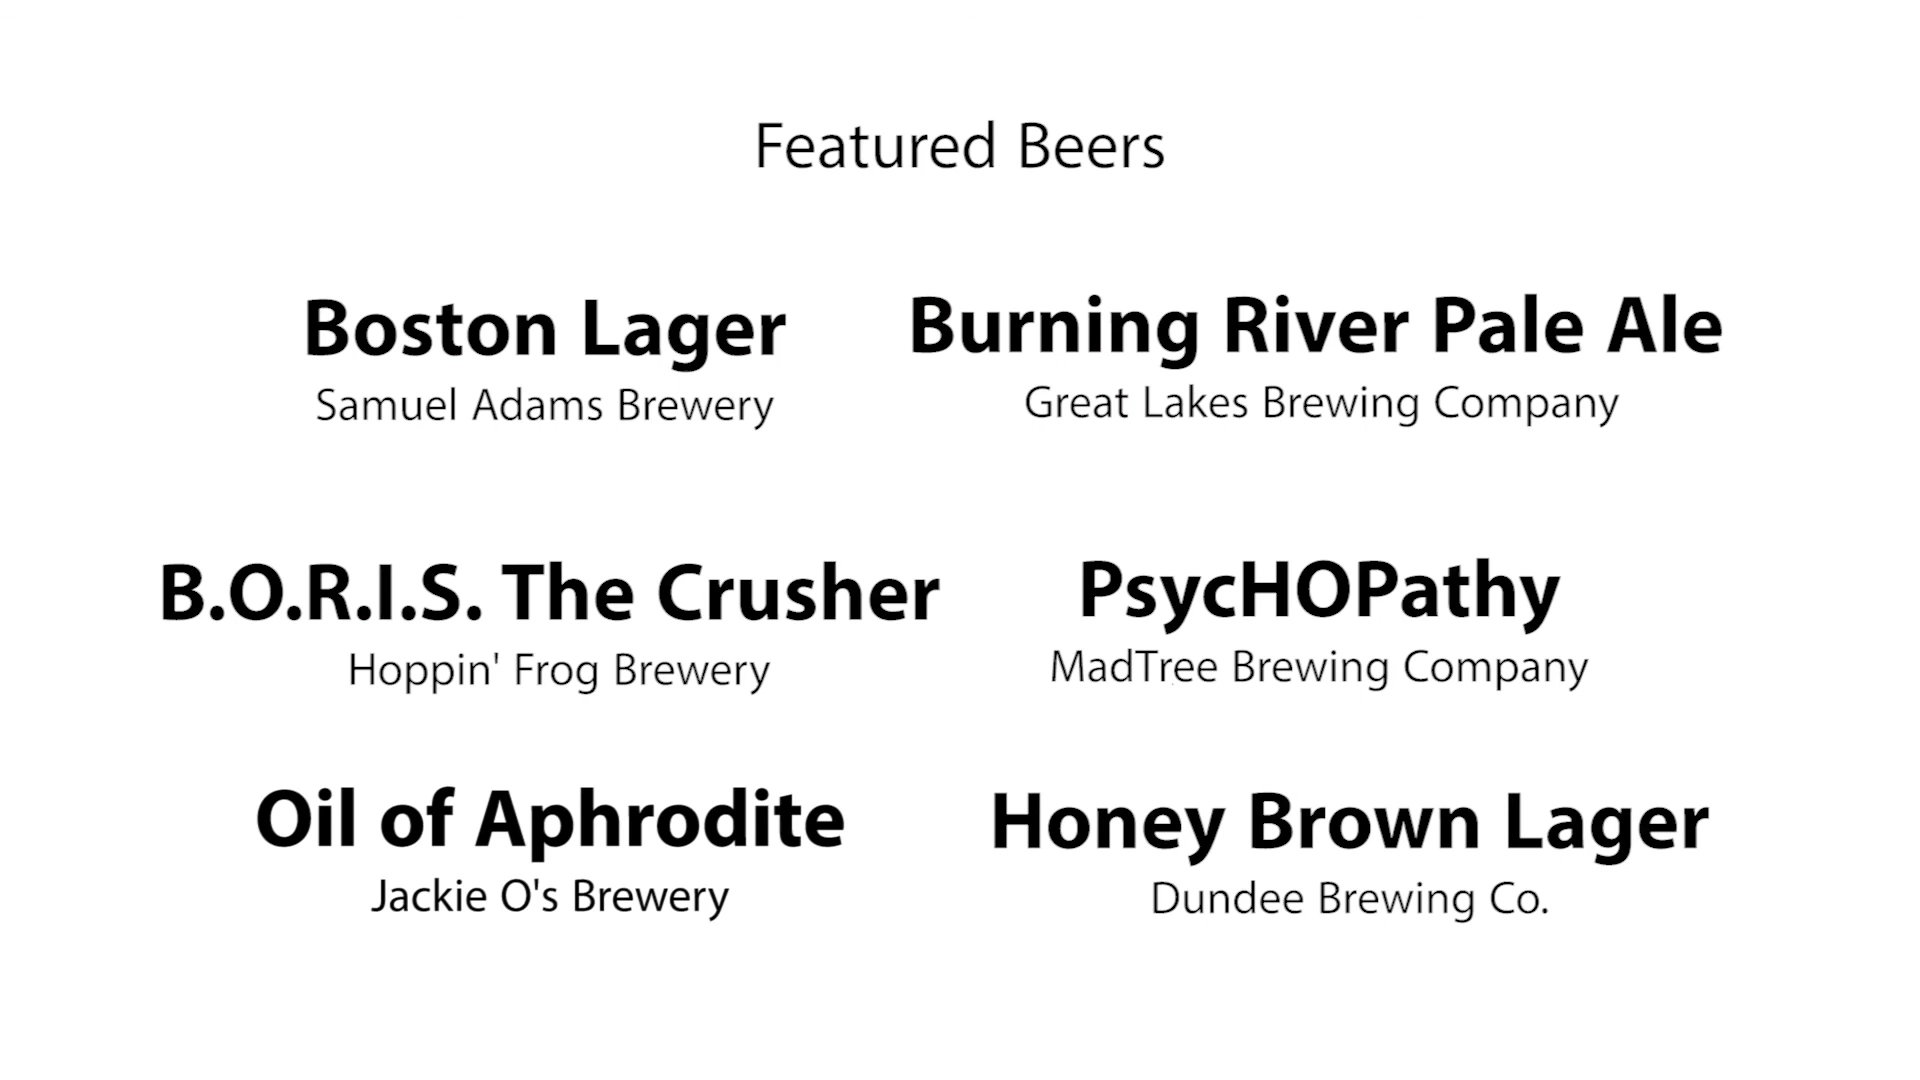 Featured Beers
Boston Lager
Samuel Adams Brewery
Burning River Pale Ale
Great Lakes Brewing Company
B.O.R.I.S. The Crusher
Hoppin' Frog Brewery
PsycHOPathy
MadTree Brewing Company
Oil of Aphrodite
Jackie O's Brewery
Honey Brown Lager
Dundee Brewing Co.